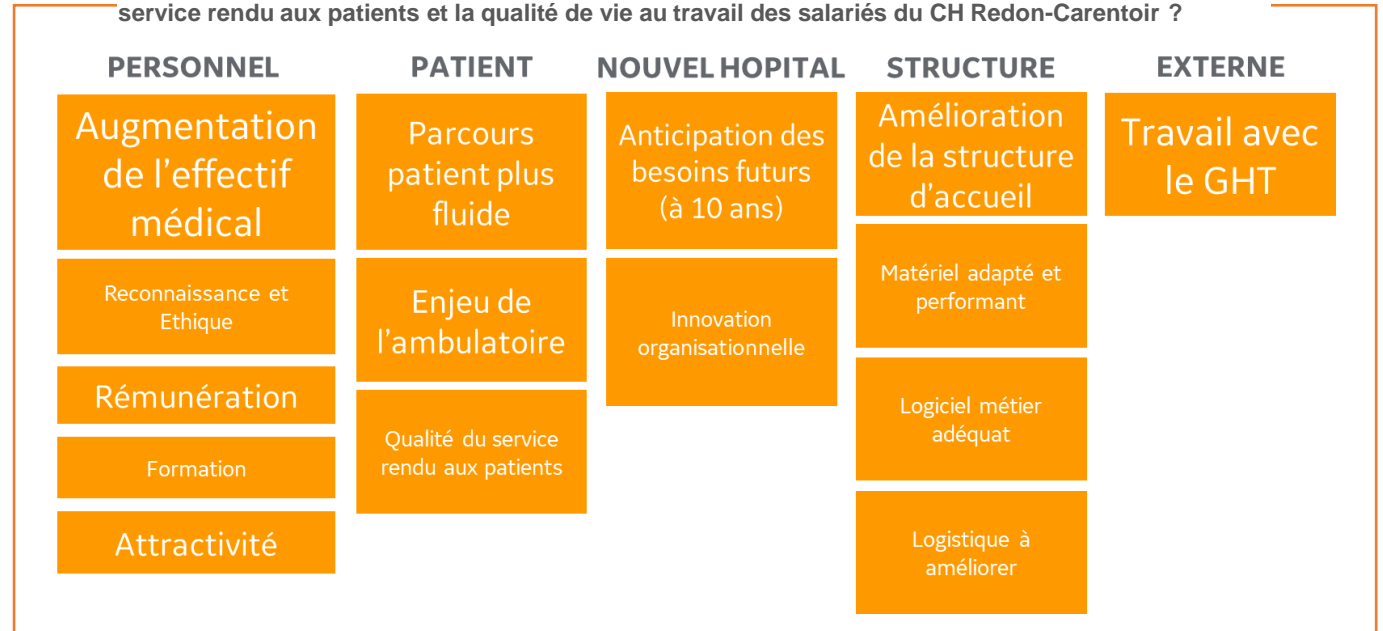 service rendu aux patients et la qualité de vie au travail des salariés du CH Redon-Carentoir ?
PERSONNEL
Augmentation
de l'effectif
médical
Reconnaissance et
Ethique
Rémunération
Formation
Attractivité
PATIENT
Parcours
patient plus
fluide
Enjeu de
l'ambulatoire
Qualité du service
rendu aux patients
NOUVEL HOPITAL
Anticipation des
besoins futurs
(à 10 ans)
Innovation
organisationnelle
STRUCTURE
Amélioration
de la structure
d'accueil
Matériel adapté et
performant
Logiciel métier
adéquat
Logistique à
améliorer
EXTERNE
Travail avec
le GHT